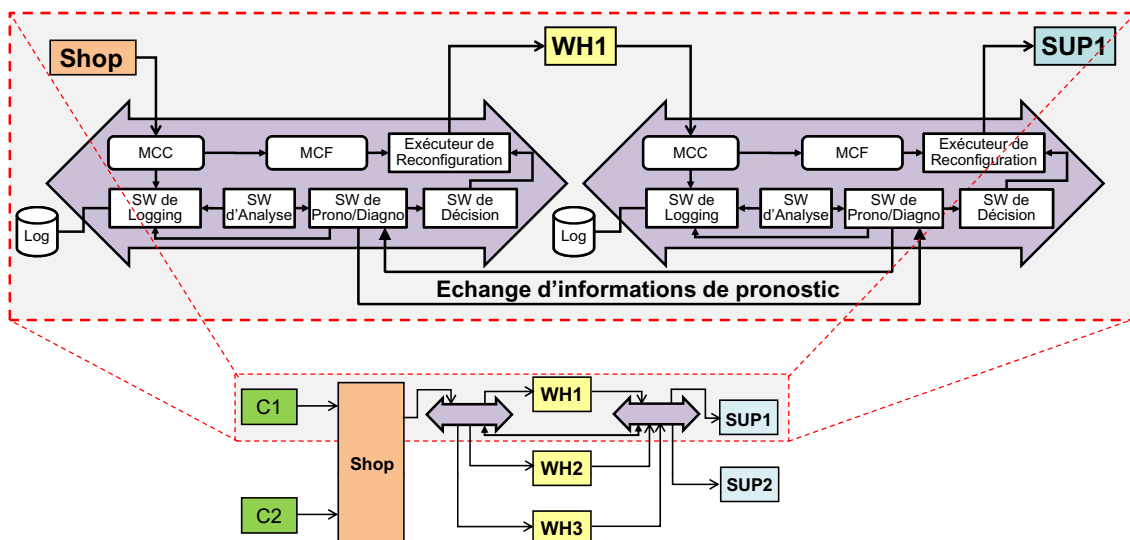 Shop
WH1
SUP1
MCC
MCF
Exécuteur de
Reconfiguration
SW de
Logging
SW
d'Analyse
SW de
Prono/Diagno
SW de
Décision
Log
MCC
MCF
Exécuteur de
Reconfiguration
SW de
Logging
SW
d'Analyse
SW de
Prono/Diagno
SW de
Décision
Log
Echange d'informations de pronostic
C1
C2
Shop
WH1
WH2
WH3
SUP1
SUP2